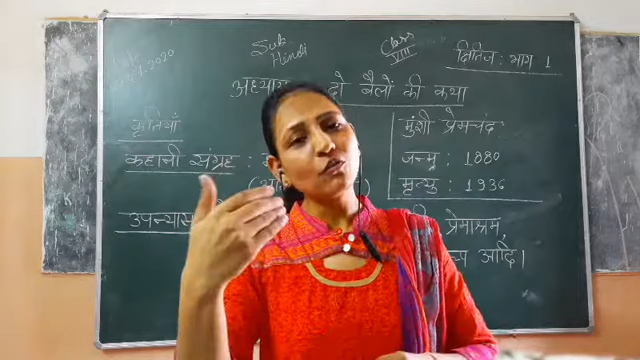 Sub. Hindi
Class VIII
क्षितिज : भाग 1
अध्याय दो बैलों की कथा
कृतियाँ
कहानी संग्रह :
उपन्यास
मुंशी प्रेमचंद
जन्म : 1880
मृत्यु : 1936
प्रेमाश्रम,
आदि।